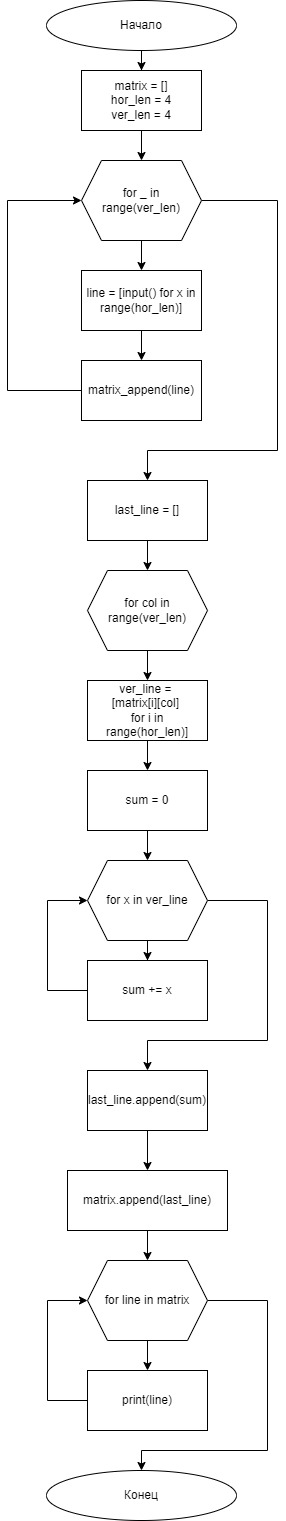 Начало
matrix = []
hor_len = 4
ver_len = 4
for _ in
range(ver_len)
line = [input() for x in
range(hor_len)]
matrix_append(line)
last_line = []
for col in
range(ver_len)
ver_line =
[matrix[i][col]
for i in
range(hor_len)]
sum = 0
for x in ver_line
sum += x
last_line.append(sum)
matrix.append(last_line)
for line in matrix
print(line)
Конец